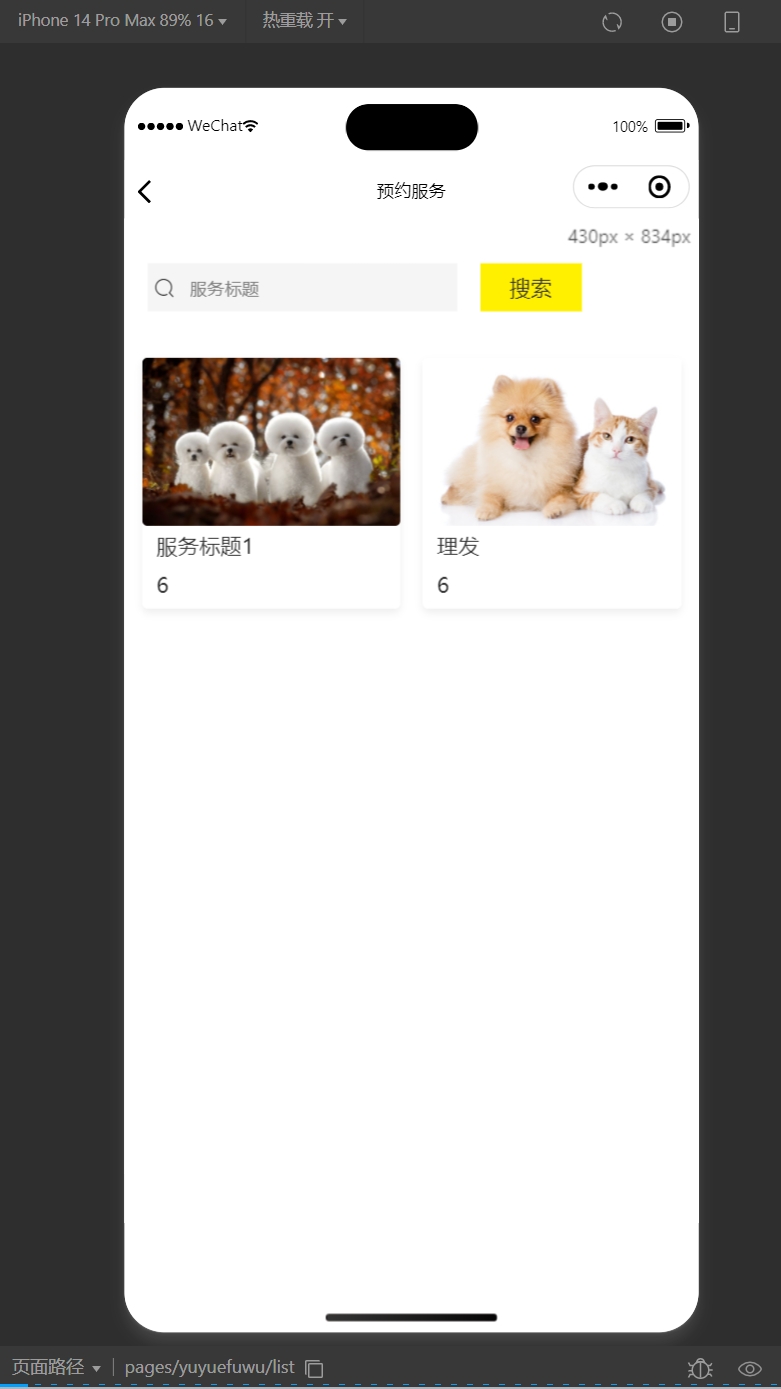 iPhone 14 Pro Max 89% 16 热重载 开
WeChat 100%
预约服务
430px × 834px
服务标题 搜索
服务标题1 理发
6 6
页面路径 pages/yuyuefuwu/list